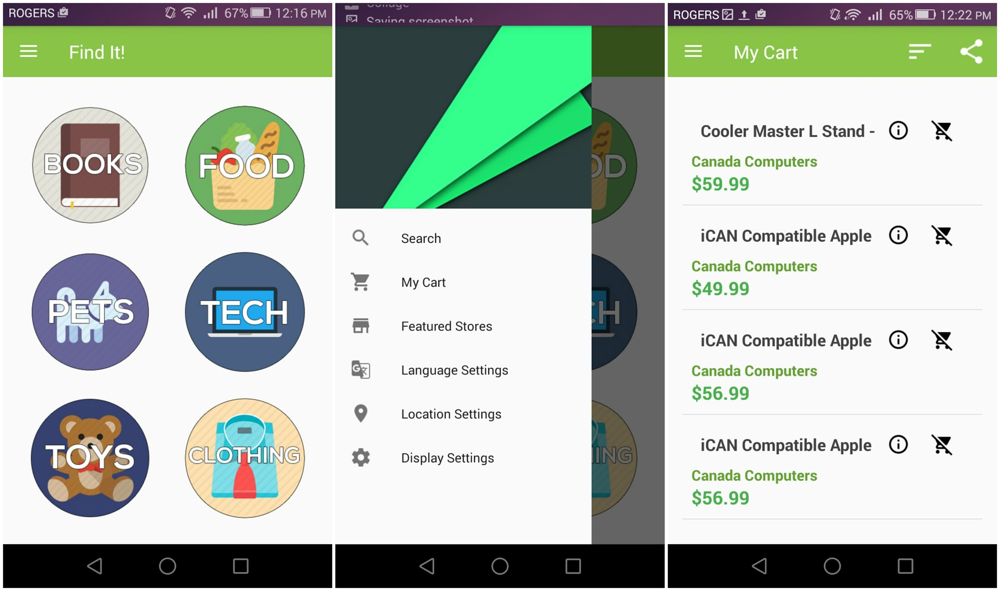 ROGERS 67% 12:16 PM
Find It!
BOOKS
FOOD
PETS
TECH
TOYS
CLOTHING
Saving screenshot
Search
My Cart
Featured Stores
Language Settings
Location Settings
Display Settings
ROGERS 65% 12:22 PM
My Cart
Cooler Master L Stand -
Canada Computers
$59.99
iCAN Compatible Apple
Canada Computers
$49.99
iCAN Compatible Apple
Canada Computers
$56.99
iCAN Compatible Apple
Canada Computers
$56.99